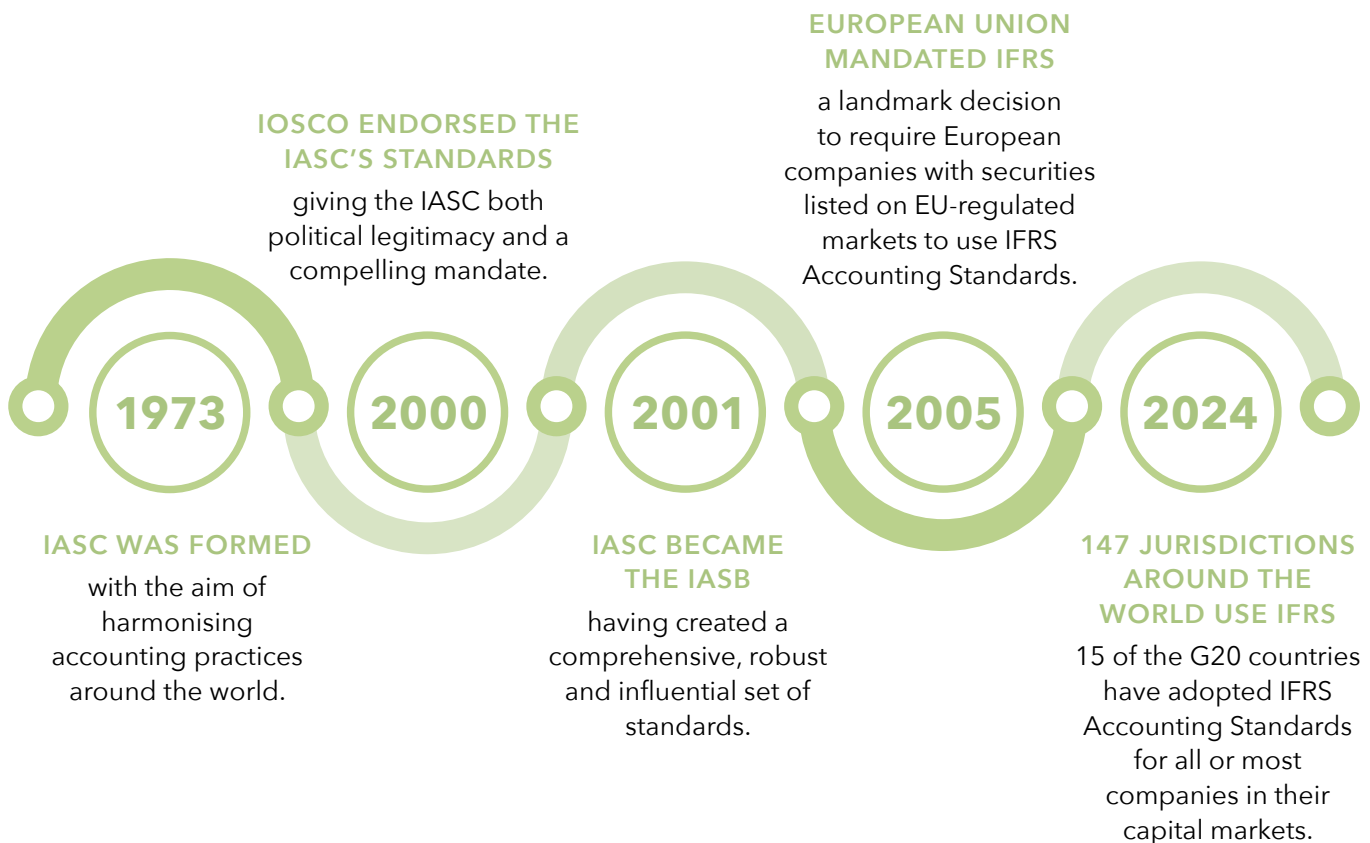 1973
IASC WAS FORMED
with the aim of
harmonising
accounting practices
around the world.
IOSCO ENDORSED THE
IASC'S STANDARDS
giving the IASC both
political legitimacy and a
compelling mandate.
2000
2001
IASC BECAME
THE IASB
having created a
comprehensive, robust
and influential set of
standards.
EUROPEAN UNION
MANDATED IFRS
a landmark decision
to require European
companies with securities
listed on EU-regulated
markets to use IFRS
Accounting Standards.
2005
2024
147 JURISDICTIONS
AROUND THE
WORLD USE IFRS
15 of the G20 countries
have adopted IFRS
Accounting Standards
for all or most
companies in their
capital markets.